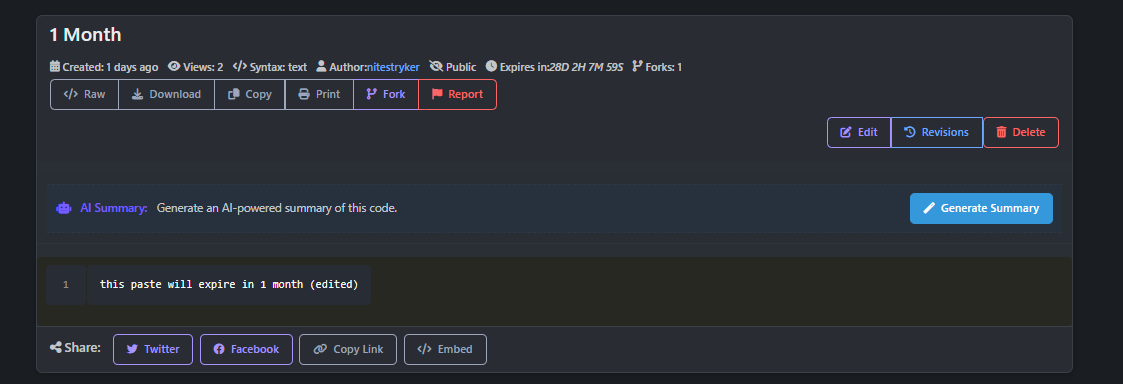 1 Month
Created: 1 days ago Views: 2 Syntax: text Author:nitestryker Public Expires in:28D 2H 7M 59S Forks: 1
Raw Download Copy Print Fork Report
Edit Revisions Delete
AI Summary: Generate an AI-powered summary of this code. Generate Summary
1 this paste will expire in 1 month (edited)
Share: Twitter Facebook Copy Link Embed